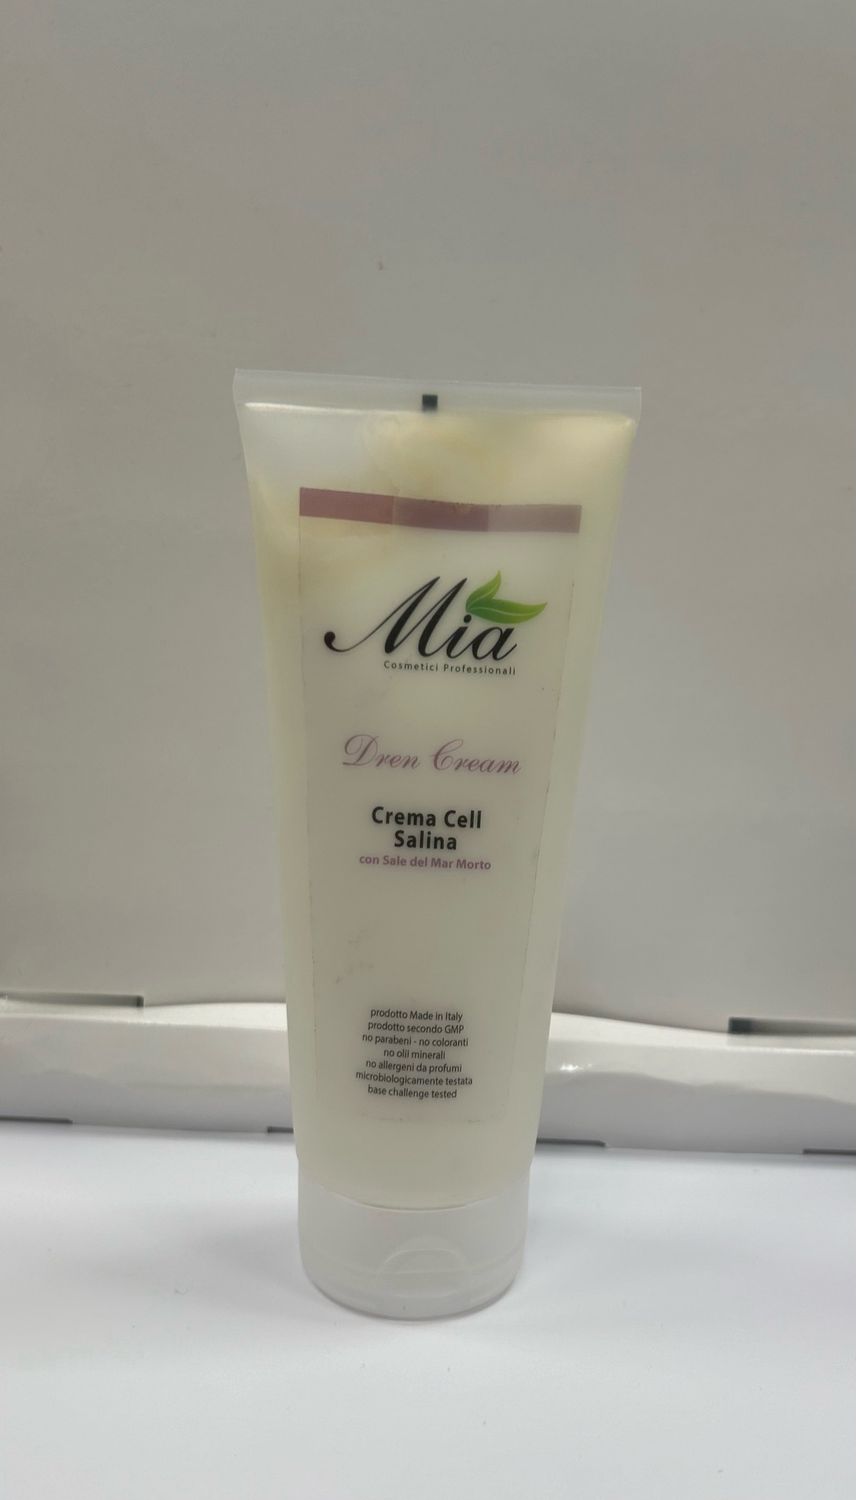 Mia
Cosmetici Professionali
Dren Cream
Crema Cell
Salina
con Sale del Mar Morto
prodotto Made in Italy
prodotto secondo GMP
no parabeni - no coloranti
no olii minerali
no allergeni da profumi
microbiologicamente testata
base challenge tested